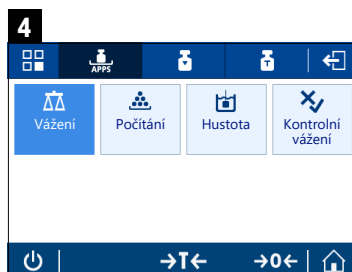 4
APPS
T
Vážení
Počítání
Hustota
Kontrolní
vážení
→T←
→0←